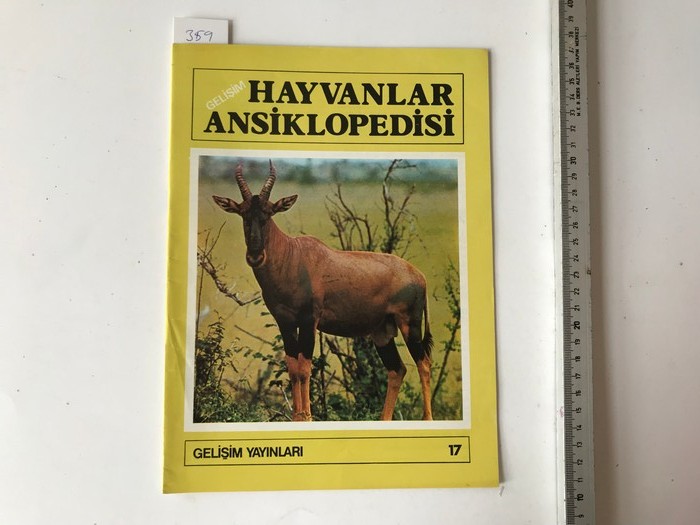 359
GELİŞİM
HAYVANLAR
ANSİKLOPEDİSİ
GELİŞİM YAYINLARI
17